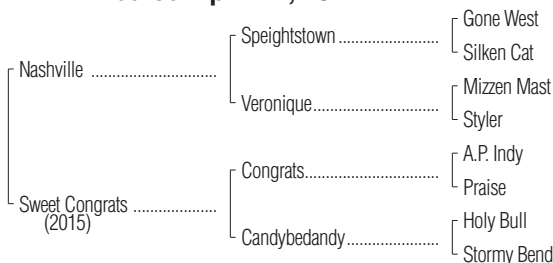 Gone West
Speightstown
Silken Cat
Nashville
Mizzen Mast
Veronique
Styler
A.P. Indy
Congrats
Praise
Sweet Congrats
(2015)
Holy Bull
Candybedandy
Stormy Bend